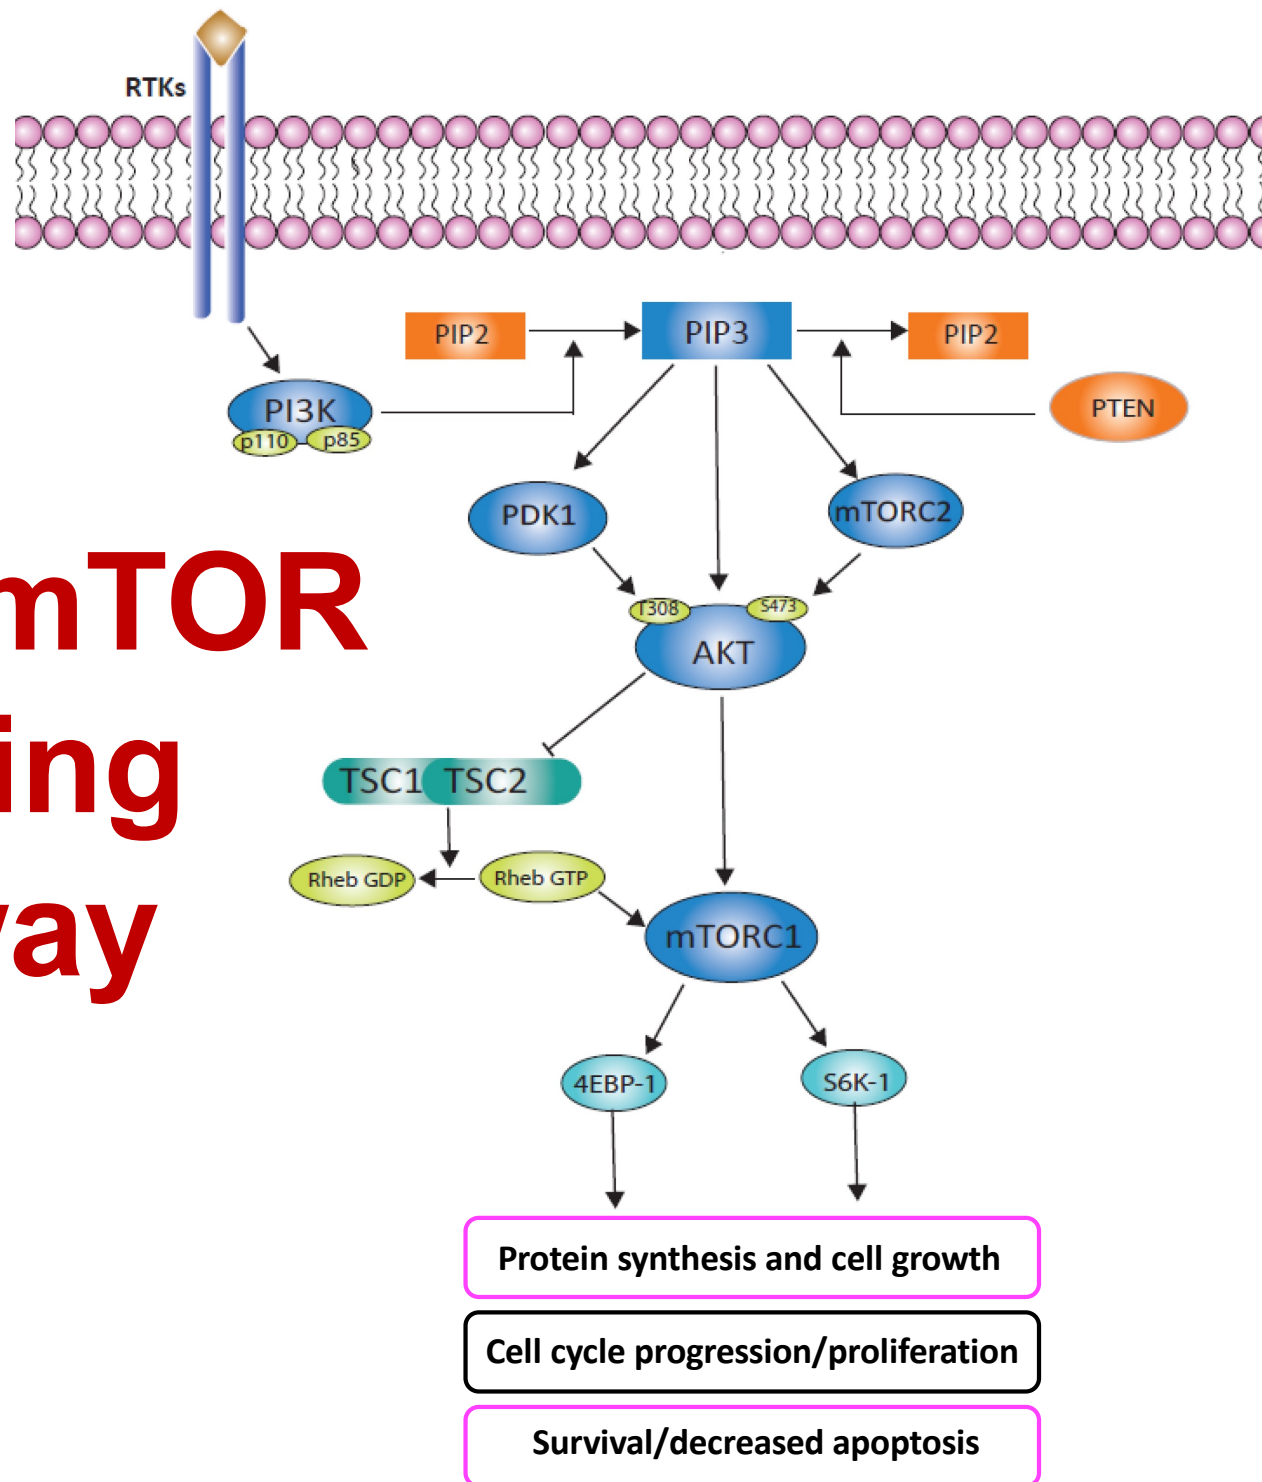 RTKs
PIP2
PIP3
PIP2
PI3K
p110
p85
PTEN
PDK1
mTORC2
T308
S473
AKT
mTOR
ing
way
TSC1
TSC2
Rheb GDP
Rheb GTP
mTORC1
4EBP-1
S6K-1
Protein synthesis and cell growth
Cell cycle progression/proliferation
Survival/decreased apoptosis